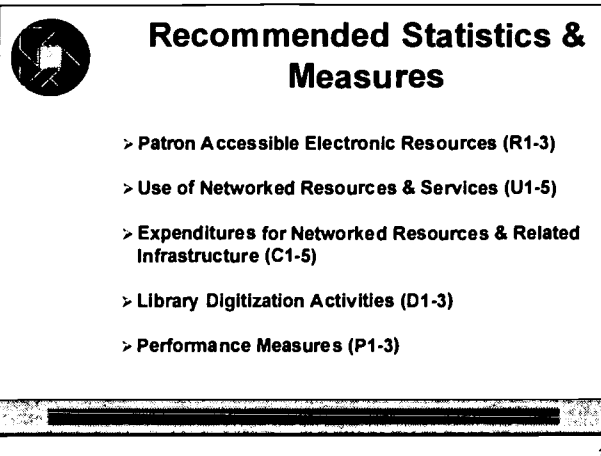 Recommended Statistics &
Measures
> Patron Accessible Electronic Resources (R1-3)
> Use of Networked Resources & Services (U1-5)
> Expenditures for Networked Resources & Related
Infrastructure (C1-5)
> Library Digitization Activities (D1-3)
> Performance Measures (P1-3)